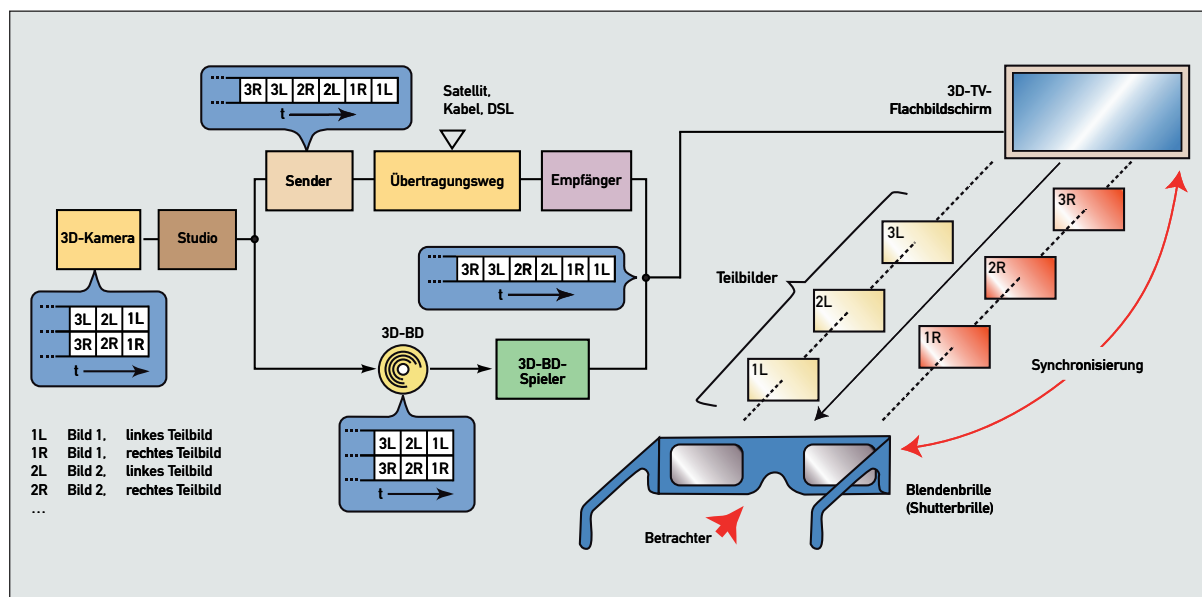 3R 3L 2R 2L 1R 1L
t
Satellit,
Kabel, DSL
3D-TV-
Flachbildschirm
Sender
Übertragungsweg
Empfänger
3D-Kamera
Studio
3L 2L 1L
3R 2R 1R
t
3R 3L 2R 2L 1R 1L
t
3D-BD
3D-BD-
Spieler
3L 2L 1L
3R 2R 1R
t
Teilbilder
3L
2L
1L
3R
2R
1R
Synchronisierung
1L Bild 1, linkes Teilbild
1R Bild 1, rechtes Teilbild
2L Bild 2, linkes Teilbild
2R Bild 2, rechtes Teilbild
...
Blendenbrille
(Shutterbrille)
Betrachter